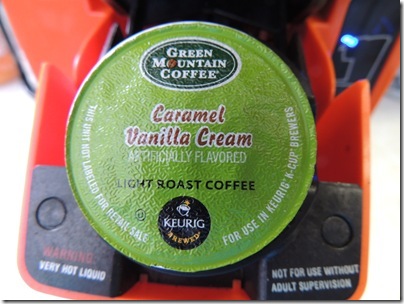 GREEN
MOUNTAIN
COFFEE®
Caramel
Vanilla Cream
ARTIFICIALLY FLAVORED
LIGHT ROAST COFFEE
THIS UNIT NOT LABELED FOR RETAIL SALE
FOR USE IN KEURIG® K-CUP® BREWERS
U
KEURIG
BREWED
WARNING:
VERY HOT LIQUID
NOT FOR USE WITHOUT
ADULT SUPERVISION